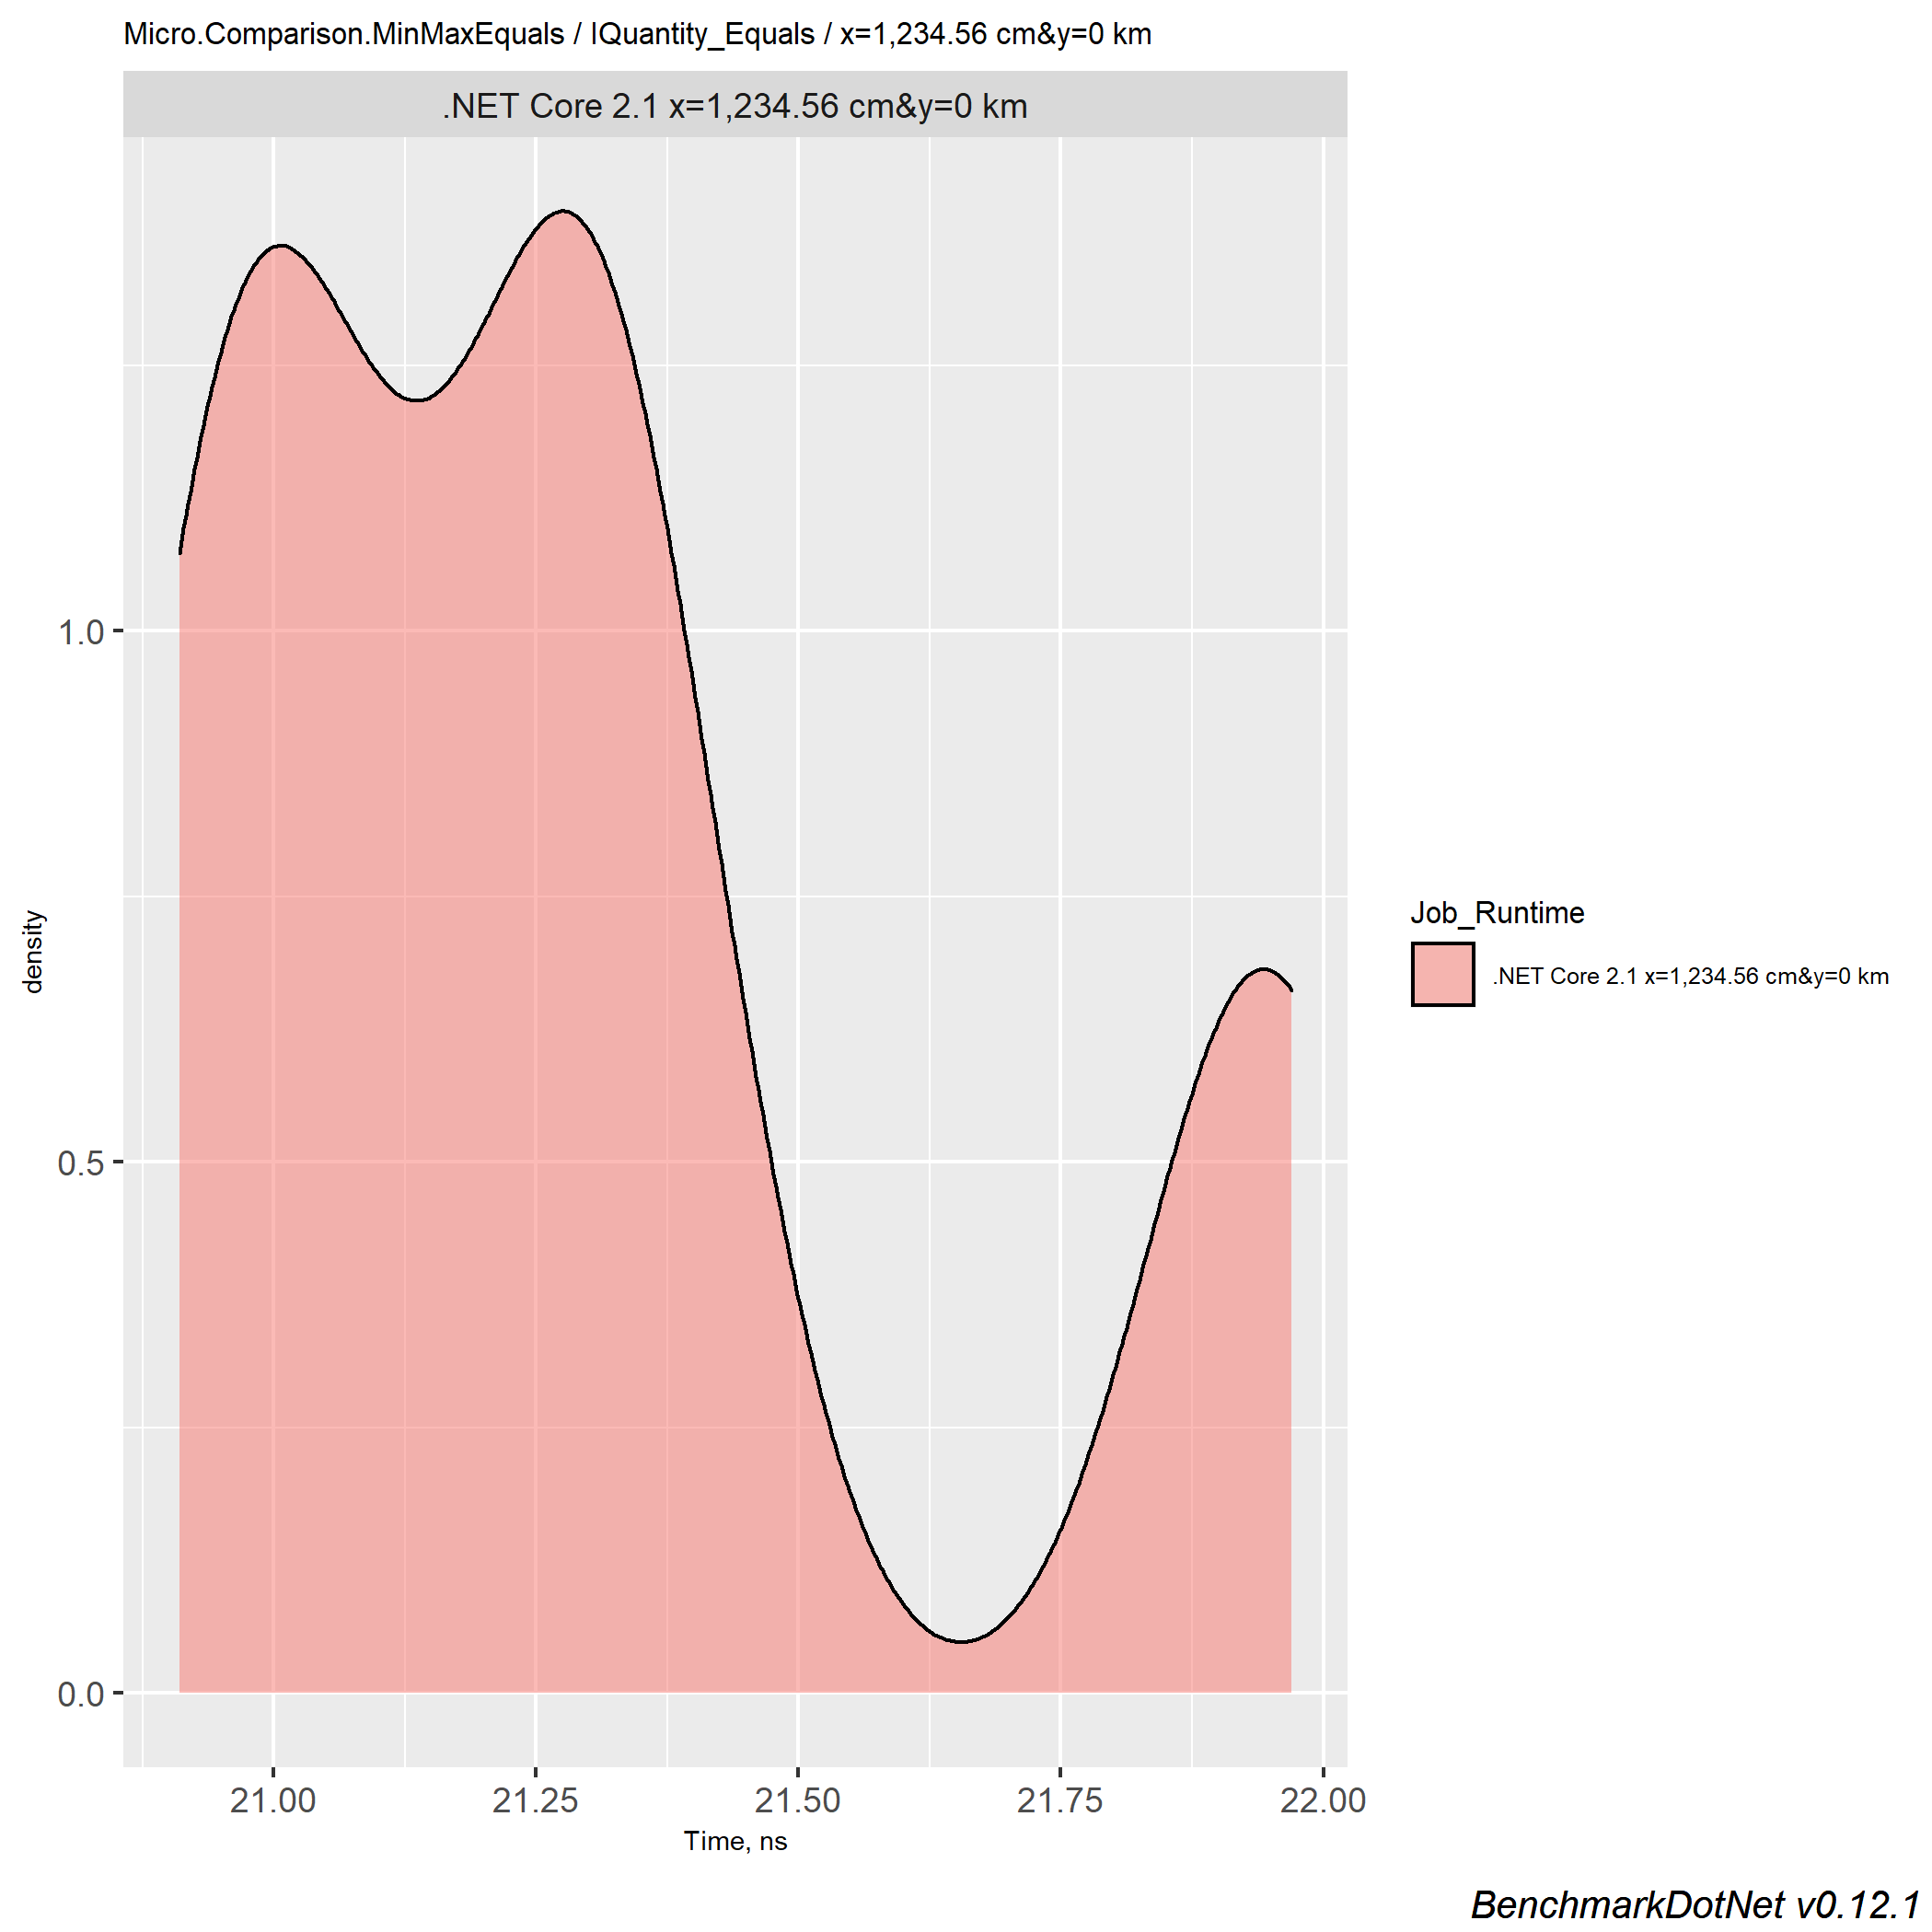 Micro.Comparison.MinMaxEquals / IQuantity_Equals / x=1,234.56 cm&y=0 km
.NET Core 2.1 x=1,234.56 cm&y=0 km
1.0
0.5
0.0
density
21.00 21.25 21.50 21.75 22.00
Time, ns
Job_Runtime
.NET Core 2.1 x=1,234.56 cm&y=0 km
BenchmarkDotNet v0.12.1